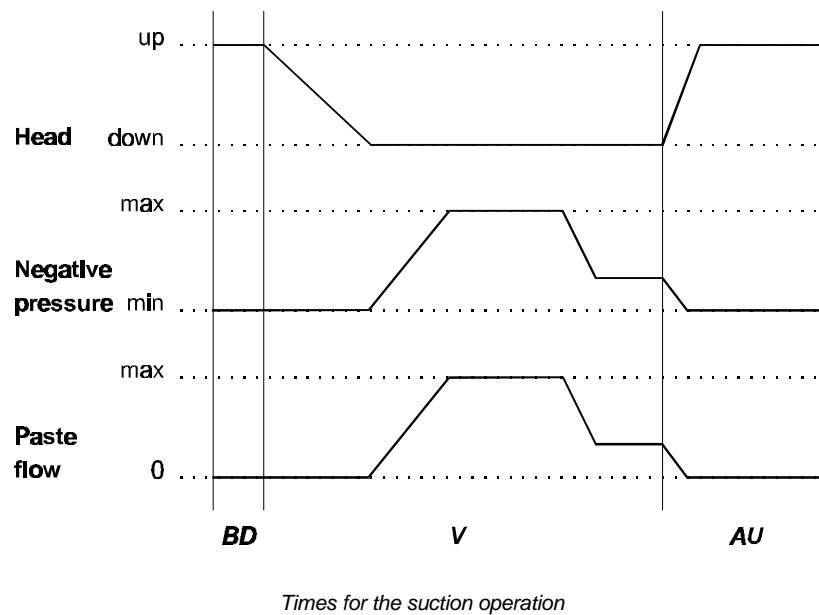 up
Head down
max
Negative
pressure min
max
Paste
flow 0
BD V AU
Times for the suction operation